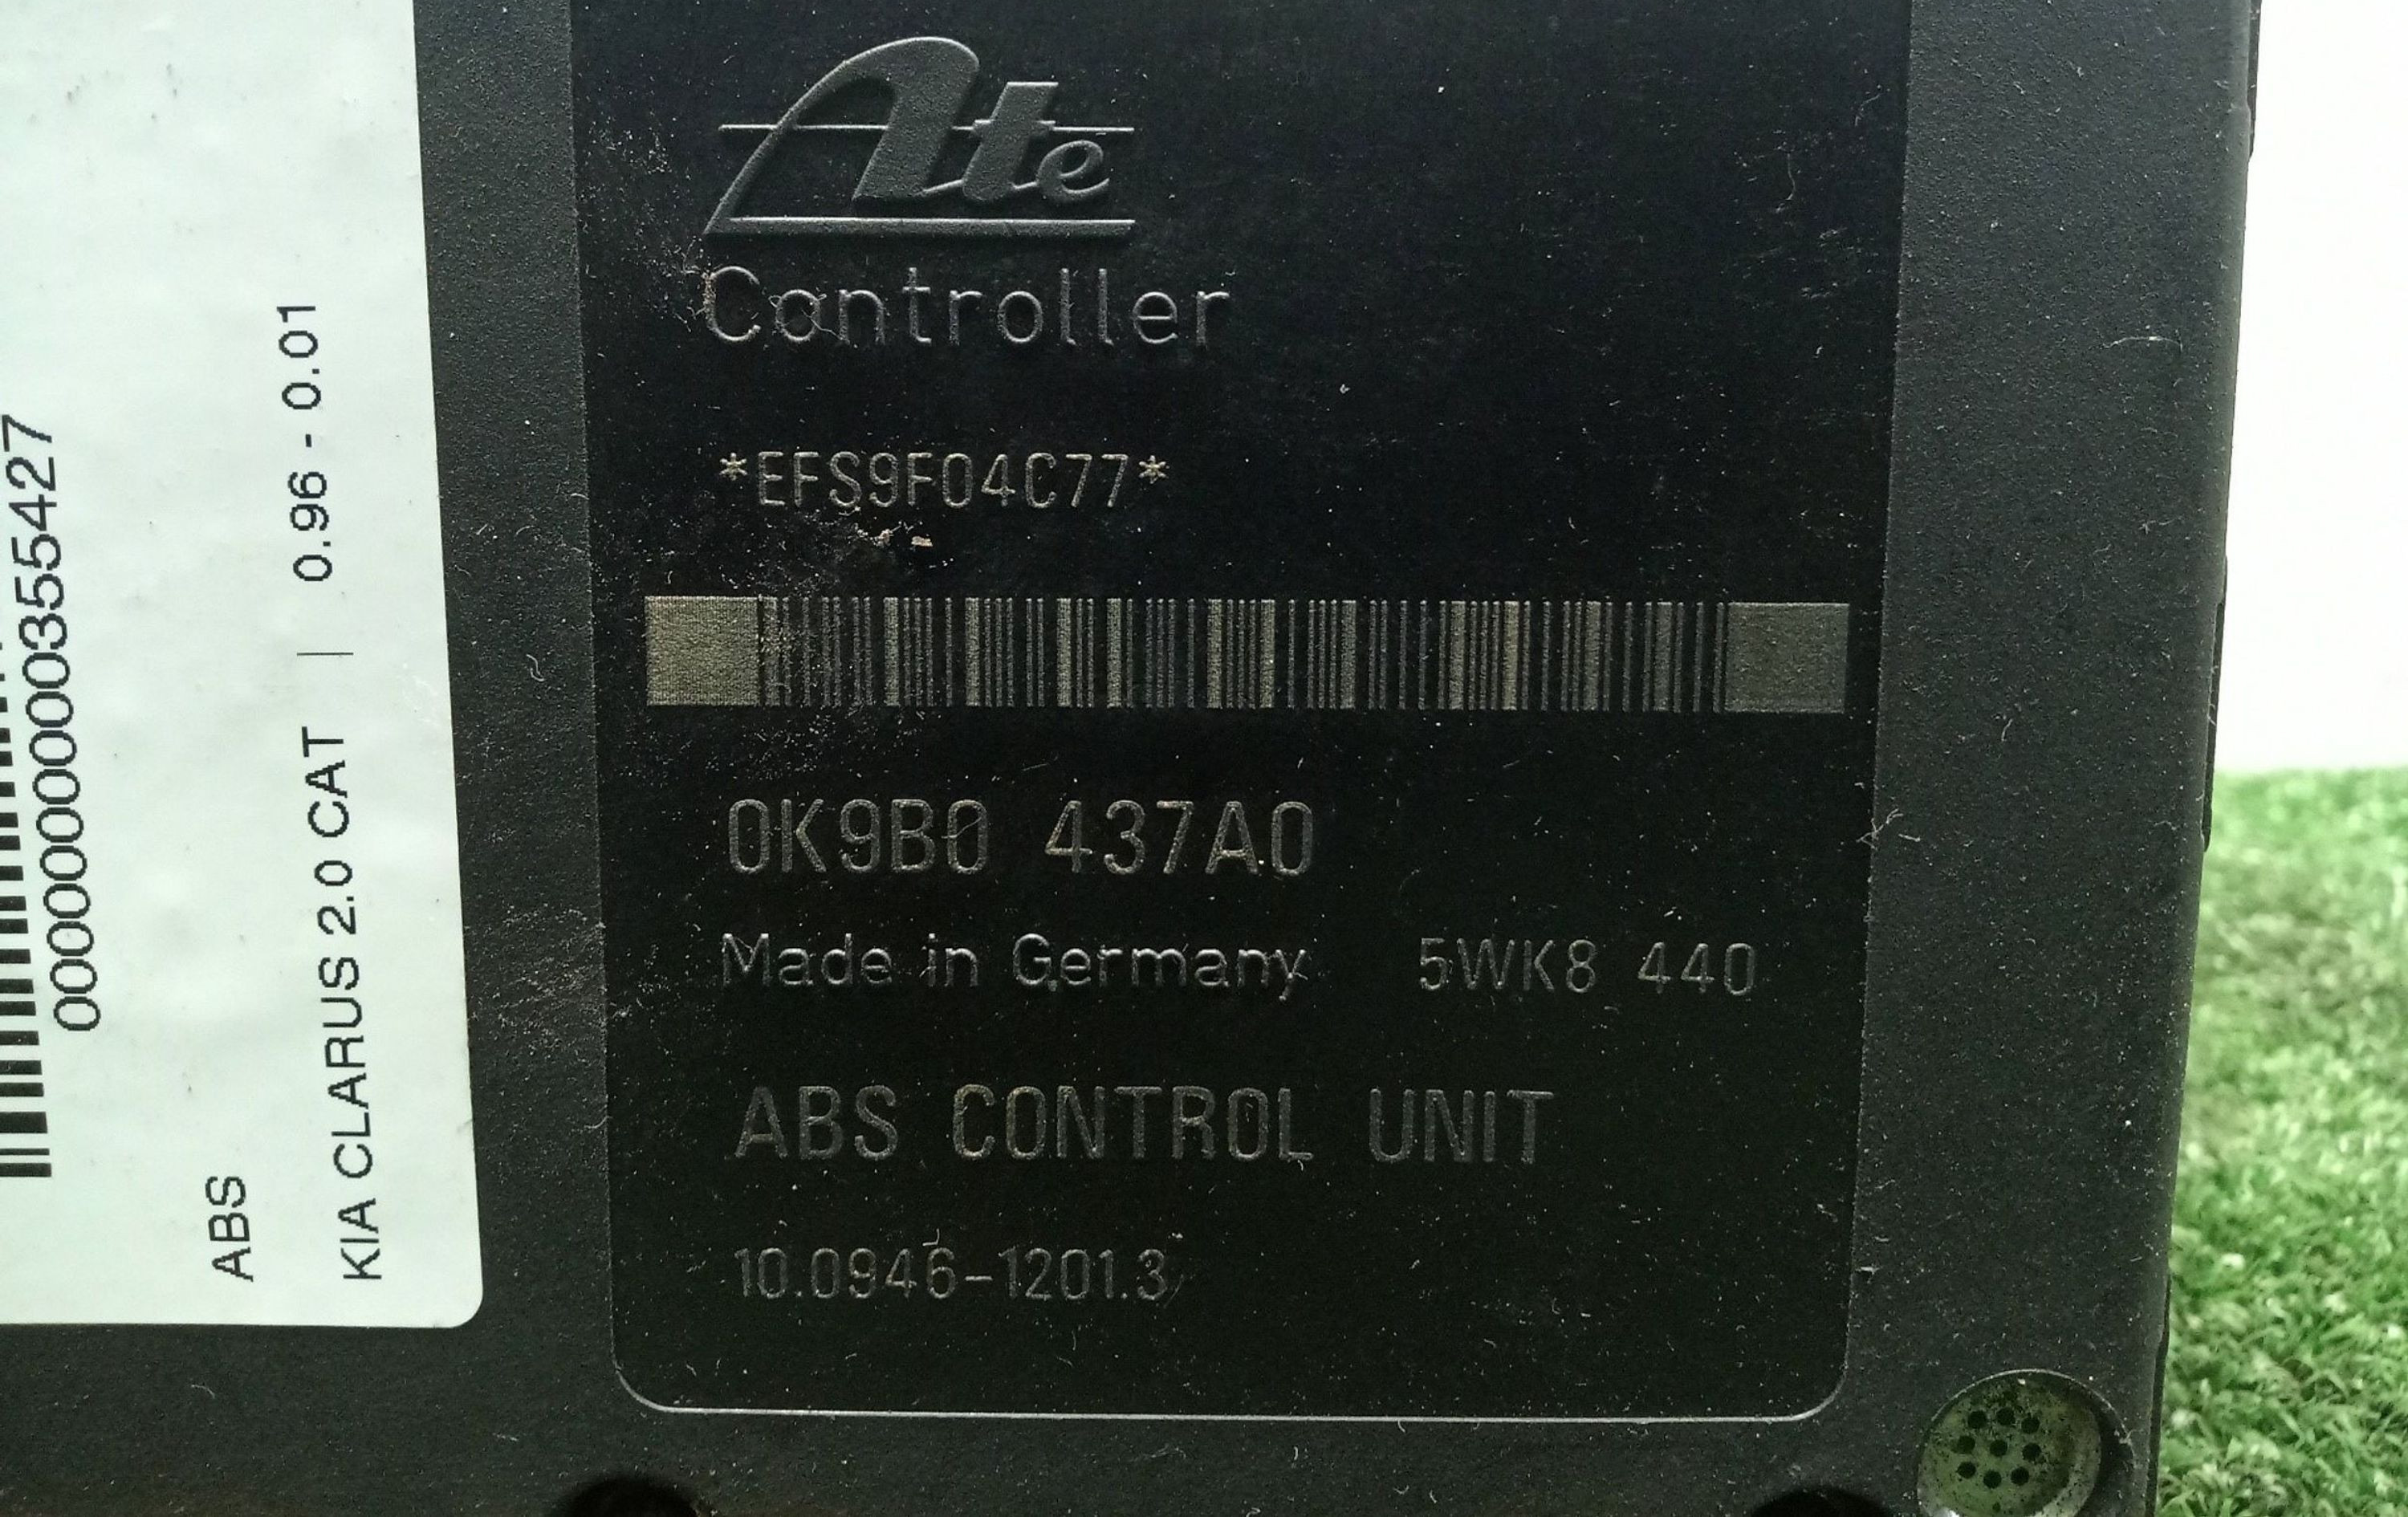 000000000355427
ABS
KIA CLARUS 2.0 CAT | 0.96 - 0.01
Ate
Controller
*EFS9F04C77*
0K9B0 437A0
Made in Germany 5WK8 440
ABS CONTROL UNIT
10.0946-1201.3